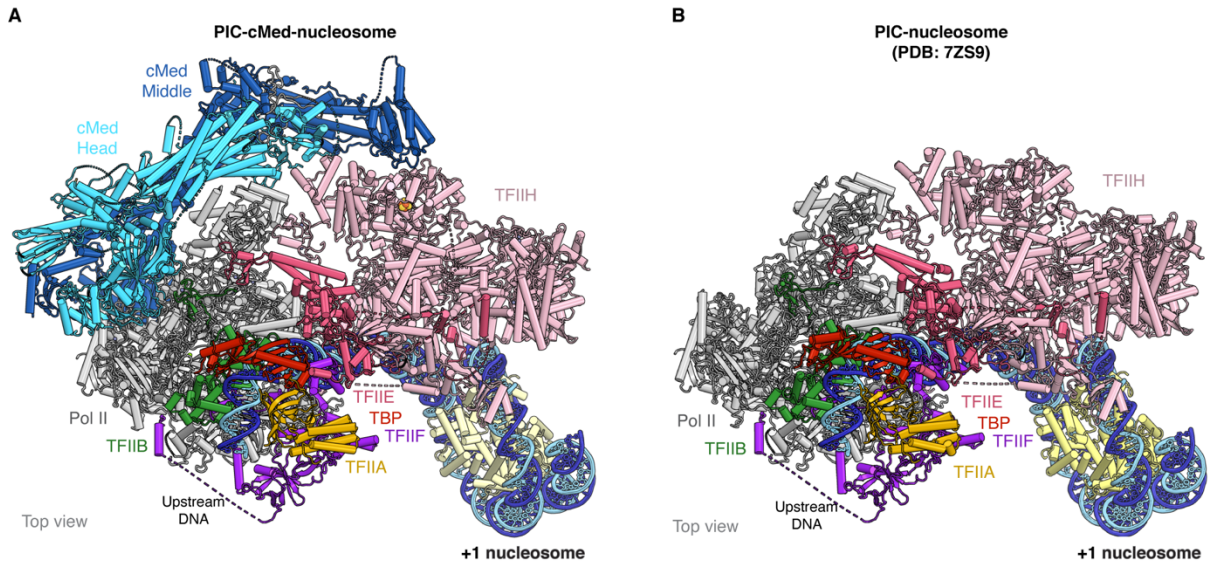 A
PIC-cMed-nucleosome
cMed
Middle
cMed
Head
TFIIH
Pol II
TFIIE
TBP
TFIIB
TFIIF
TFIIA
Upstream
DNA
Top view
+1 nucleosome
B
PIC-nucleosome
(PDB: 7ZS9)
TFIIH
Pol II
TFIIE
TBP
TFIIB
TFIIF
TFIIA
Upstream
DNA
Top view
+1 nucleosome